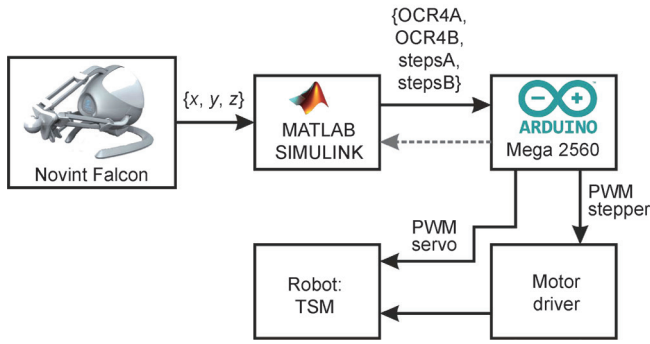 {OCR4A,
OCR4B,
stepsA,
stepsB}
{x, y, z}
Novint Falcon
MATLAB
SIMULINK
ARDUINO
Mega 2560
PWM
stepper
PWM
servo
Robot:
TSM
Motor
driver